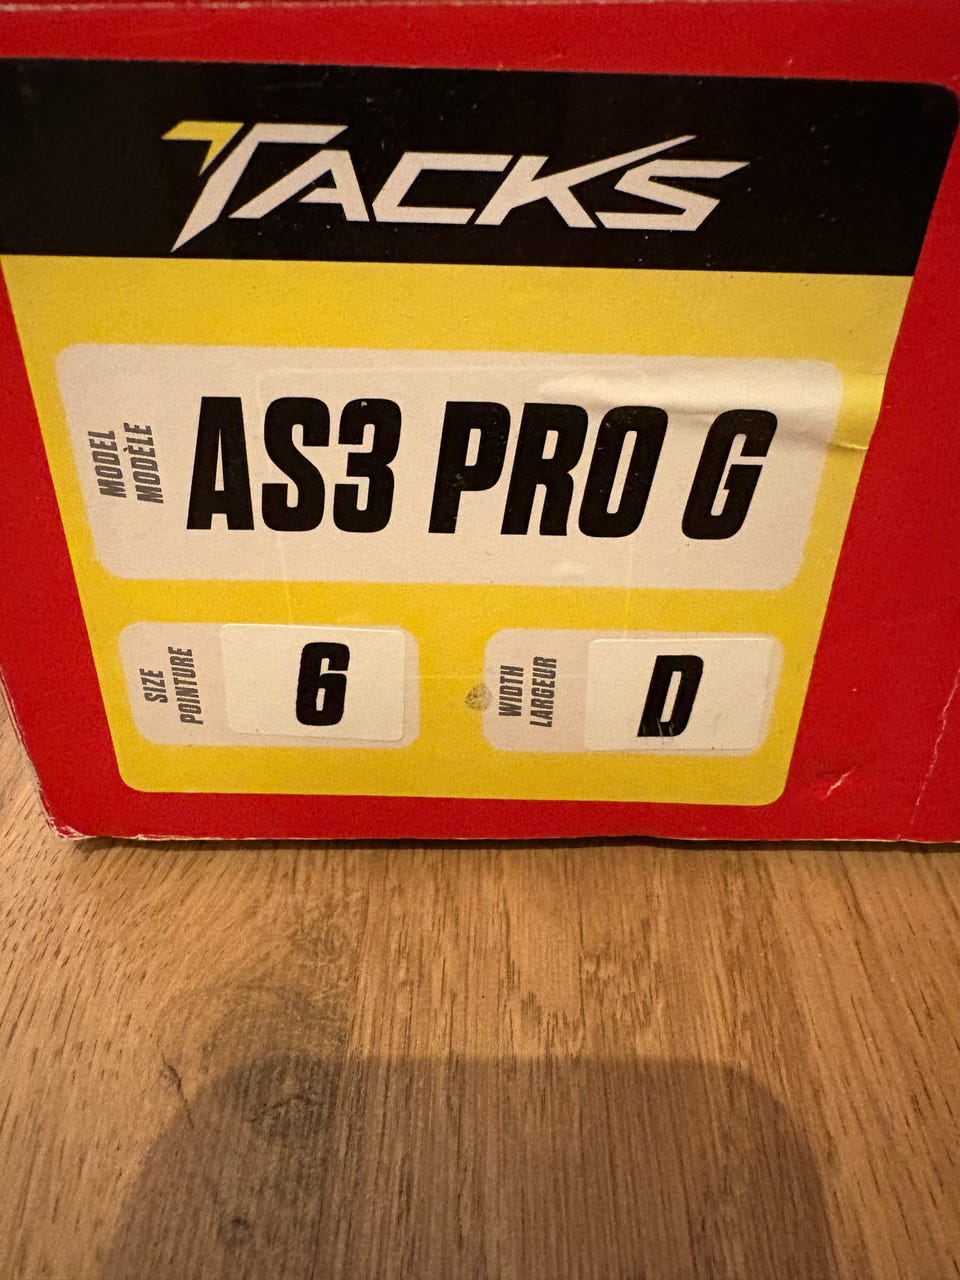 TACKS
MODEL
MODÈLE
AS3 PRO G
SIZE
POINTURE
6
WIDTH
LARGEUR
D